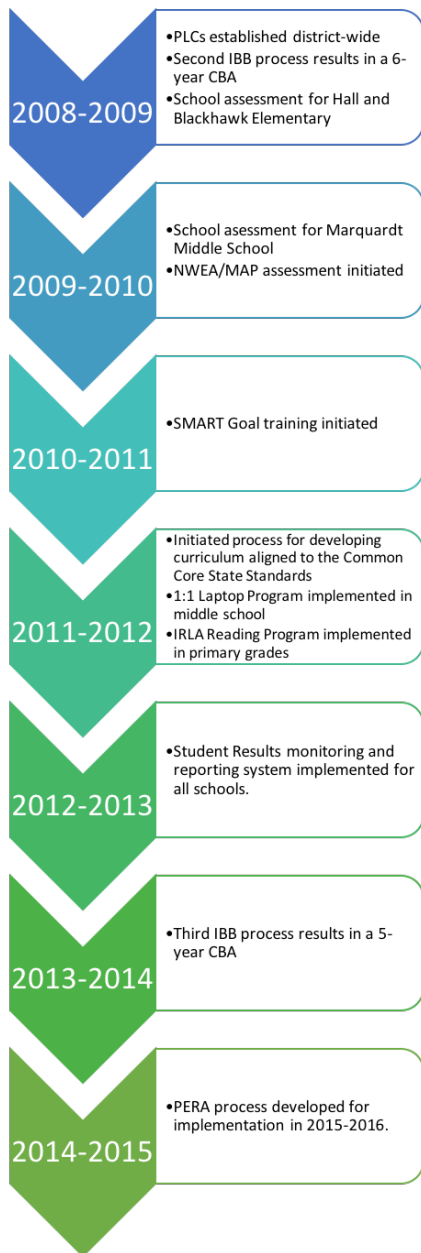 2008-2009
•PLCs established district-wide
•Second IBB process results in a 6-
year CBA
•School assessment for Hall and
Blackhawk Elementary
2009-2010
•School asessment for Marquardt
Middle School
•NWEA/MAP assessment initiated
2010-2011
•SMART Goal training initiated
2011-2012
•Initiated process for developing
curriculum aligned to the Common
Core State Standards
•1:1 Laptop Program implemented in
middle school
•IRLA Reading Program implemented
in primary grades
2012-2013
•Student Results monitoring and
reporting system implemented for
all schools.
2013-2014
•Third IBB process results in a 5-
year CBA
2014-2015
•PERA process developed for
implementation in 2015-2016.